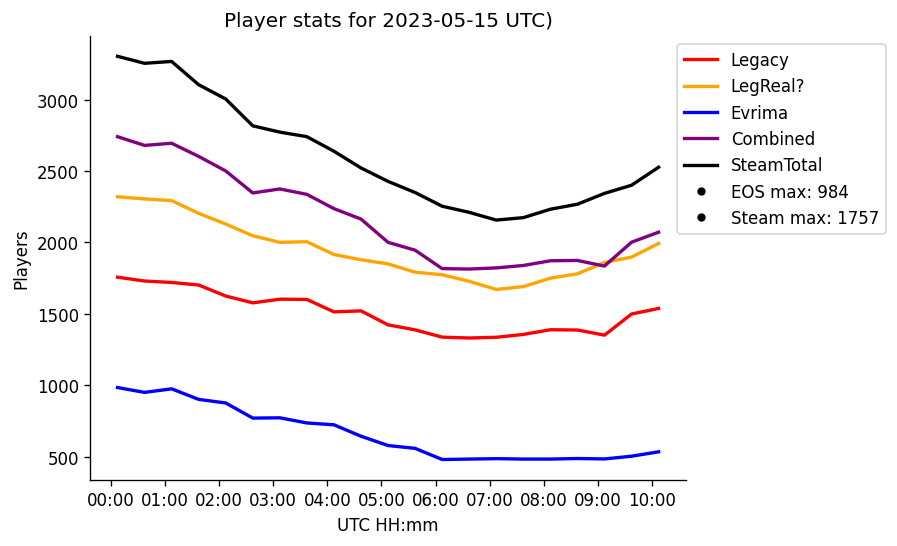 Player stats for 2023-05-15 UTC)
Legacy
LegReal?
Evrima
Combined
SteamTotal
EOS max: 984
Steam max: 1757
Players
3000
2500
2000
1500
1000
500
00:00 01:00 02:00 03:00 04:00 05:00 06:00 07:00 08:00 09:00 10:00
UTC HH:mm